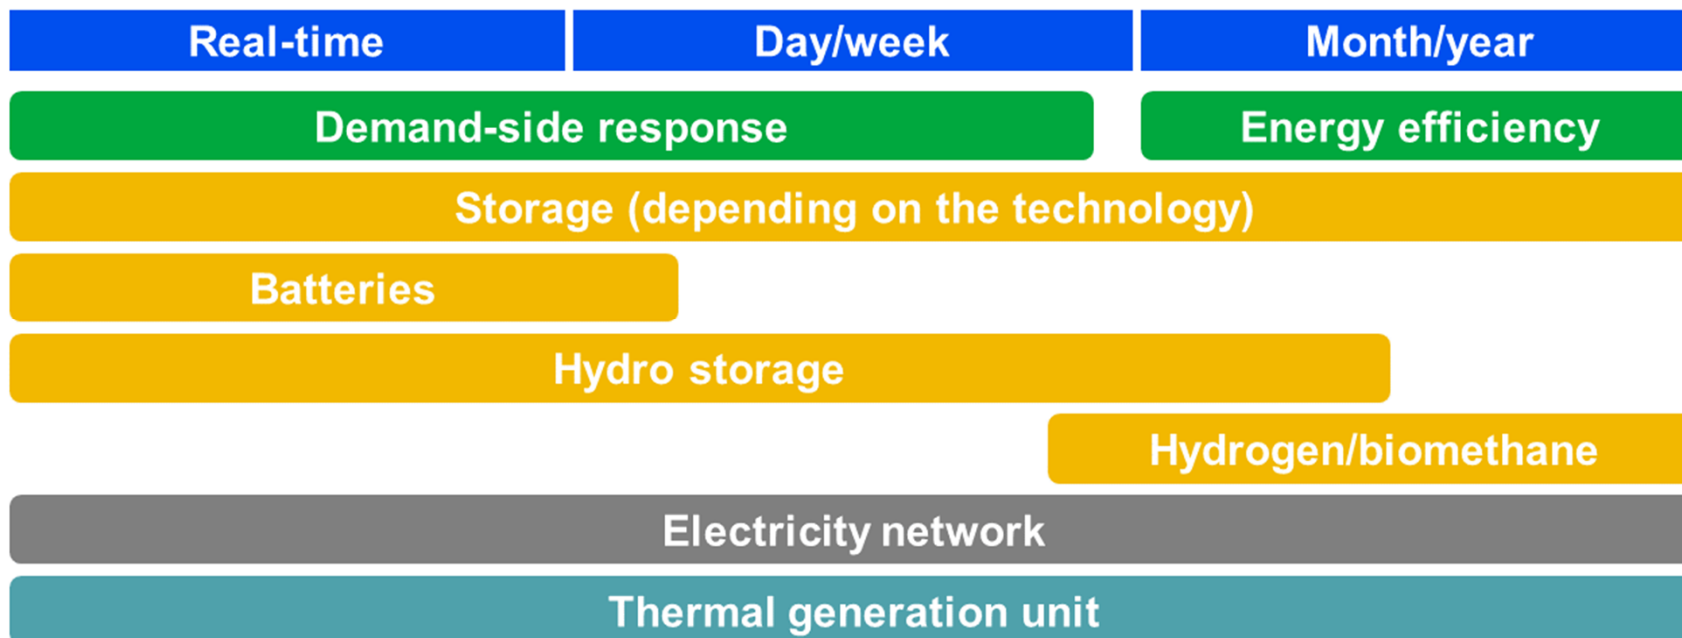 Real-time
Day/week
Month/year
Demand-side response
Energy efficiency
Storage (depending on the technology)
Batteries
Hydro storage
Hydrogen/biomethane
Electricity network
Thermal generation unit